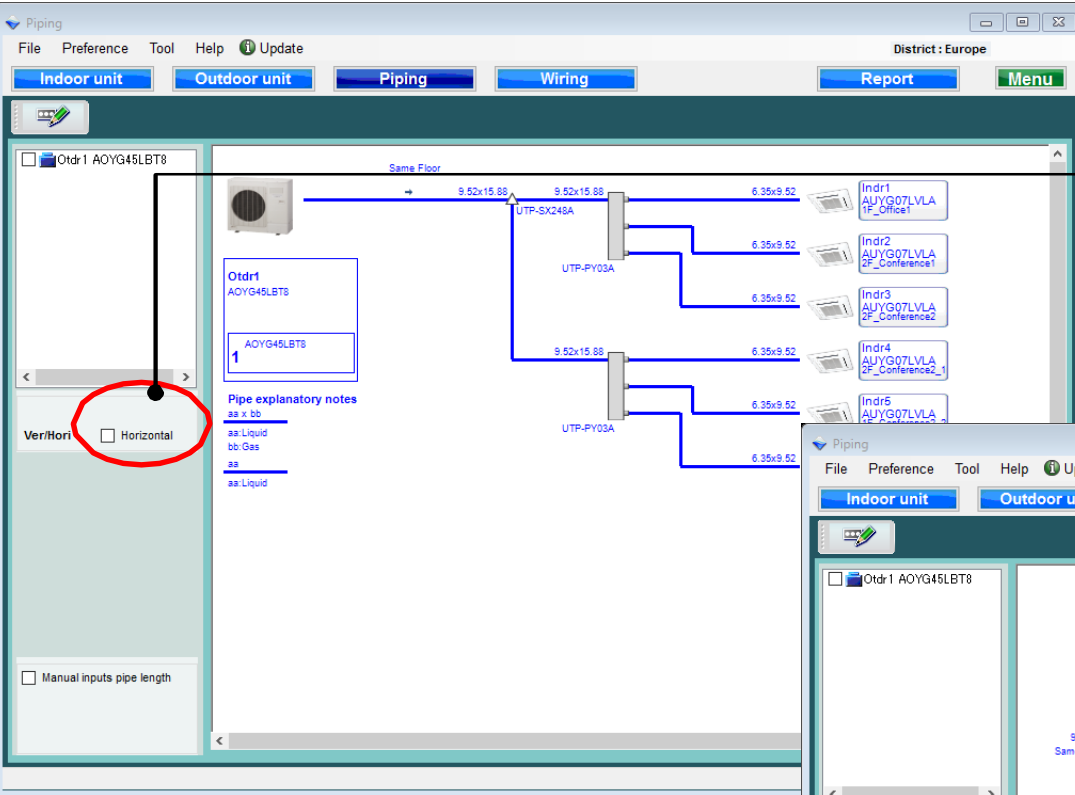 Piping
File Preference Tool Help Update
District : Europe
Indoor unit Outdoor unit Piping Wiring Report Menu
Otdr1 AOYG45LBT8
Same Floor
9.52x15.88 9.52x15.88 6.35x9.52
UTP-SX248A
Indr1
AUYG07LVLA
1F_Office1
6.35x9.52
Indr2
AUYG07LVLA
2F_Conference1
UTP-PY03A
6.35x9.52
Indr3
AUYG07LVLA
2F_Conference2
Otdr1
AOYG45LBT8
1 AOYG45LBT8
9.52x15.88 6.35x9.52
Indr4
AUYG07LVLA
2F_Conference2_1
6.35x9.52
Indr5
AUYG07LVLA
UTP-PY03A
6.35x9.52
Pipe explanatory notes
aa x bb
aa:Liquid
bb:Gas
aa
aa:Liquid
Ver/Hori Horizontal
Manual inputs pipe length
Piping
File Preference Tool Help
Indoor unit Outdoor
Otdr1 AOYG45LBT8
9
Sam